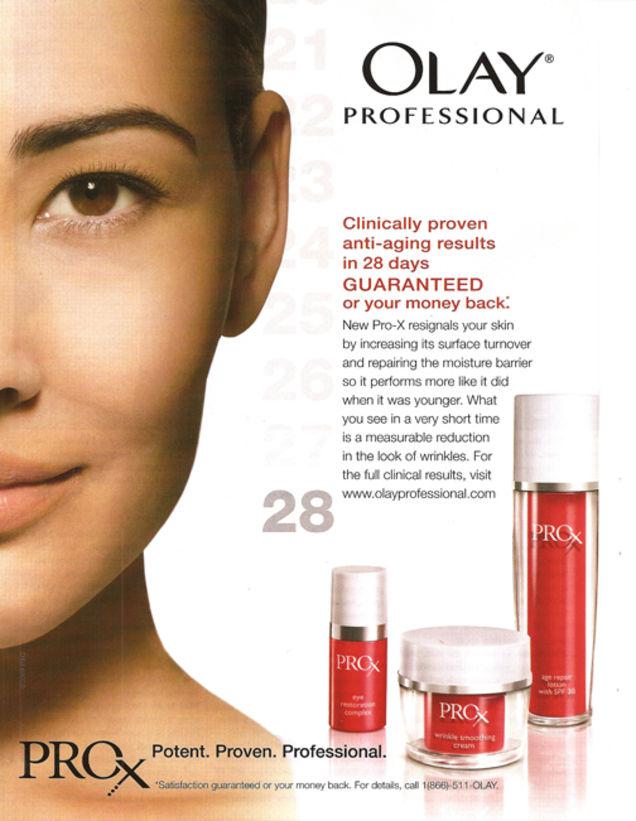 20
21
22
23
24
25
26
27
28
OLAY®
PROFESSIONAL
Clinically proven
anti-aging results
in 28 days
GUARANTEED
or your money back.*
New Pro-X resignals your skin
by increasing its surface turnover
and repairing the moisture barrier
so it performs more like it did
when it was younger. What
you see in a very short time
is a measurable reduction
in the look of wrinkles. For
the full clinical results, visit
www.olayprofessional.com
PROX
eye
restoration
complex
PROX
wrinkle smoothing
cream
PROX
age repair
lotion
with SPF 30
PROX
Potent. Proven. Professional.
*Satisfaction guaranteed or your money back. For details, call 1(866)-511-OLAY.